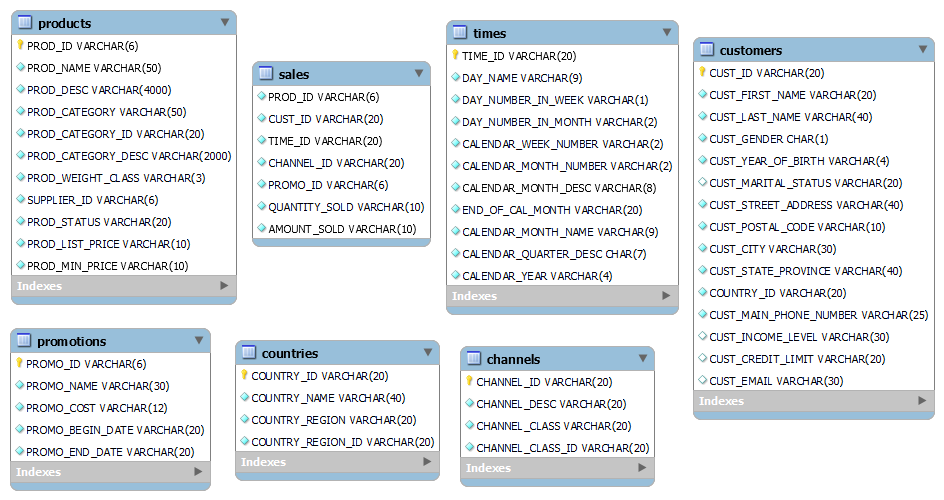 products
PROD_ID VARCHAR(6)
PROD_NAME VARCHAR(50)
PROD_DESC VARCHAR(4000)
PROD_CATEGORY VARCHAR(50)
PROD_CATEGORY_ID VARCHAR(20)
PROD_CATEGORY_DESC VARCHAR(2000)
PROD_WEIGHT_CLASS VARCHAR(3)
SUPPLIER_ID VARCHAR(6)
PROD_STATUS VARCHAR(20)
PROD_LIST_PRICE VARCHAR(10)
PROD_MIN_PRICE VARCHAR(10)
Indexes
sales
PROD_ID VARCHAR(6)
CUST_ID VARCHAR(20)
TIME_ID VARCHAR(20)
CHANNEL_ID VARCHAR(20)
PROMO_ID VARCHAR(6)
QUANTITY_SOLD VARCHAR(10)
AMOUNT_SOLD VARCHAR(10)
times
TIME_ID VARCHAR(20)
DAY_NAME VARCHAR(9)
DAY_NUMBER_IN_WEEK VARCHAR(1)
DAY_NUMBER_IN_MONTH VARCHAR(2)
CALENDAR_WEEK_NUMBER VARCHAR(2)
CALENDAR_MONTH_NUMBER VARCHAR(2)
CALENDAR_MONTH_DESC VARCHAR(8)
END_OF_CAL_MONTH VARCHAR(20)
CALENDAR_MONTH_NAME VARCHAR(9)
CALENDAR_QUARTER_DESC CHAR(7)
CALENDAR_YEAR VARCHAR(4)
Indexes
customers
CUST_ID VARCHAR(20)
CUST_FIRST_NAME VARCHAR(20)
CUST_LAST_NAME VARCHAR(40)
CUST_GENDER CHAR(1)
CUST_YEAR_OF_BIRTH VARCHAR(4)
CUST_MARITAL_STATUS VARCHAR(20)
CUST_STREET_ADDRESS VARCHAR(40)
CUST_POSTAL_CODE VARCHAR(10)
CUST_CITY VARCHAR(30)
CUST_STATE_PROVINCE VARCHAR(40)
COUNTRY_ID VARCHAR(20)
CUST_MAIN_PHONE_NUMBER VARCHAR(25)
CUST_INCOME_LEVEL VARCHAR(30)
CUST_CREDIT_LIMIT VARCHAR(20)
CUST_EMAIL VARCHAR(30)
Indexes
promotions
PROMO_ID VARCHAR(6)
PROMO_NAME VARCHAR(30)
PROMO_COST VARCHAR(12)
PROMO_BEGIN_DATE VARCHAR(20)
PROMO_END_DATE VARCHAR(20)
Indexes
countries
COUNTRY_ID VARCHAR(20)
COUNTRY_NAME VARCHAR(40)
COUNTRY_REGION VARCHAR(20)
COUNTRY_REGION_ID VARCHAR(20)
Indexes
channels
CHANNEL_ID VARCHAR(20)
CHANNEL_DESC VARCHAR(20)
CHANNEL_CLASS VARCHAR(20)
CHANNEL_CLASS_ID VARCHAR(20)
Indexes